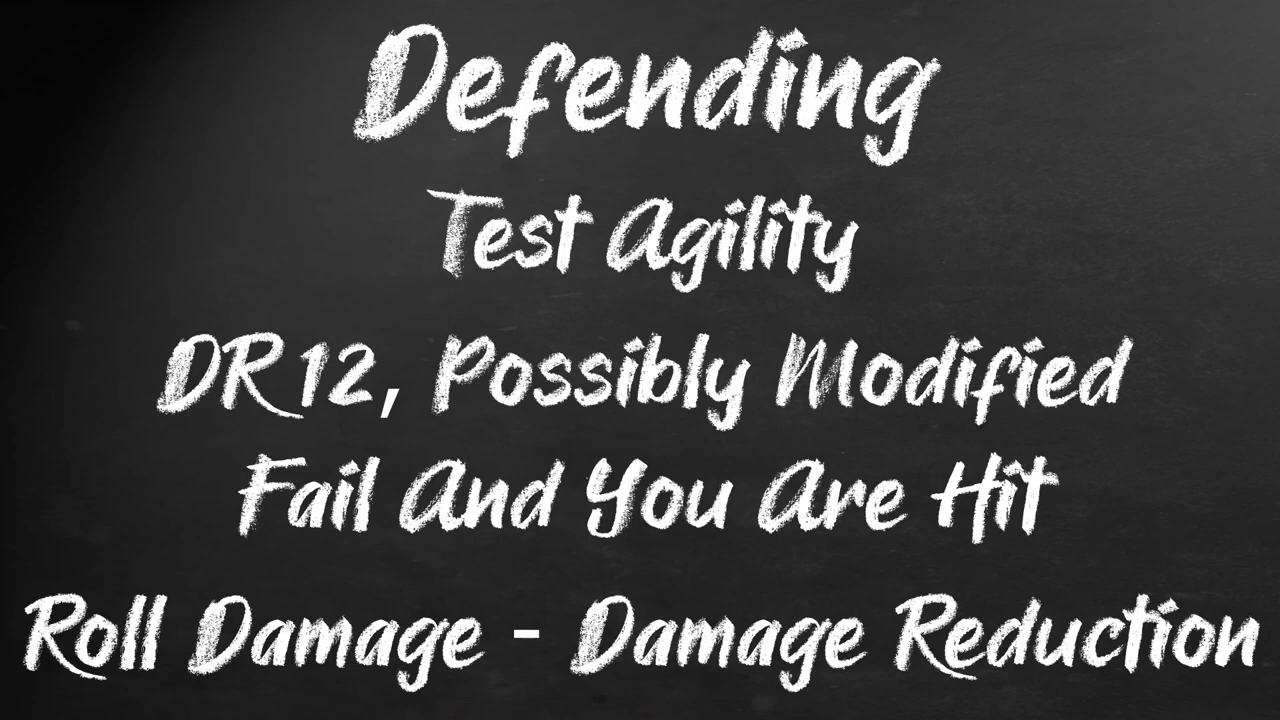 Defending
Test Agility
DR12, Possibly Modified
Fail And You Are Hit
Roll Damage - Damage Reduction